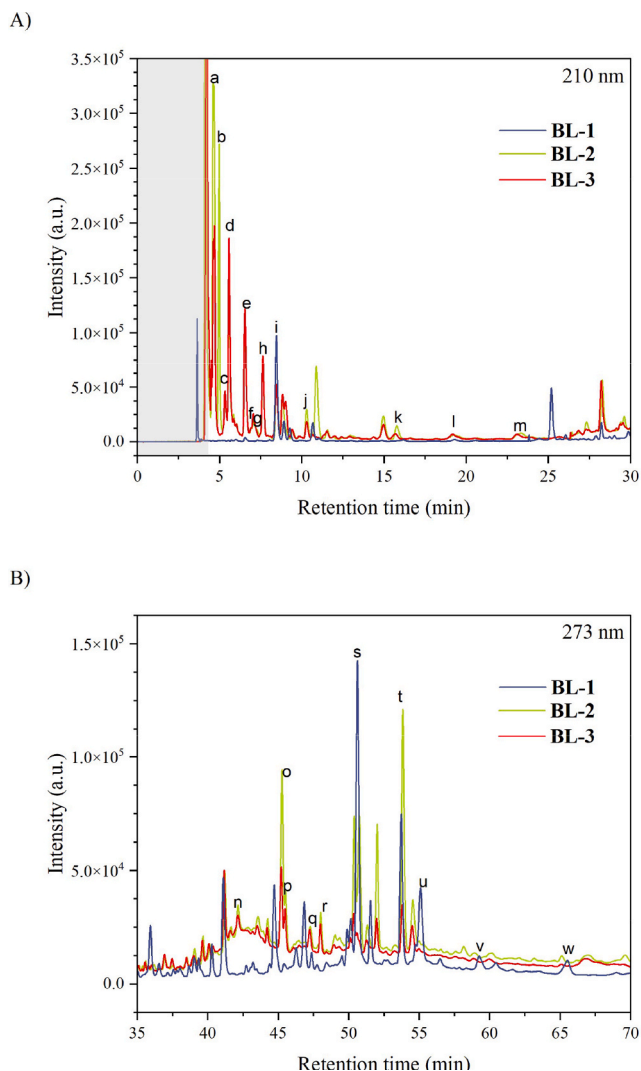 A)
210 nm
BL-1
BL-2
BL-3
3.5×10⁵
3.0×10⁵
2.5×10⁵
2.0×10⁵
1.5×10⁵
1.0×10⁵
5.0×10⁴
0.0
Intensity (a.u.)
a
b
c
d
e
f
g
h
i
j
k
l
m
0 5 10 15 20 25 30
Retention time (min)
B)
273 nm
BL-1
BL-2
BL-3
1.5×10⁵
1.0×10⁵
5.0×10⁴
0.0
Intensity (a.u.)
n
o
p
q
r
s
t
u
v
w
35 40 45 50 55 60 65 70
Retention time (min)